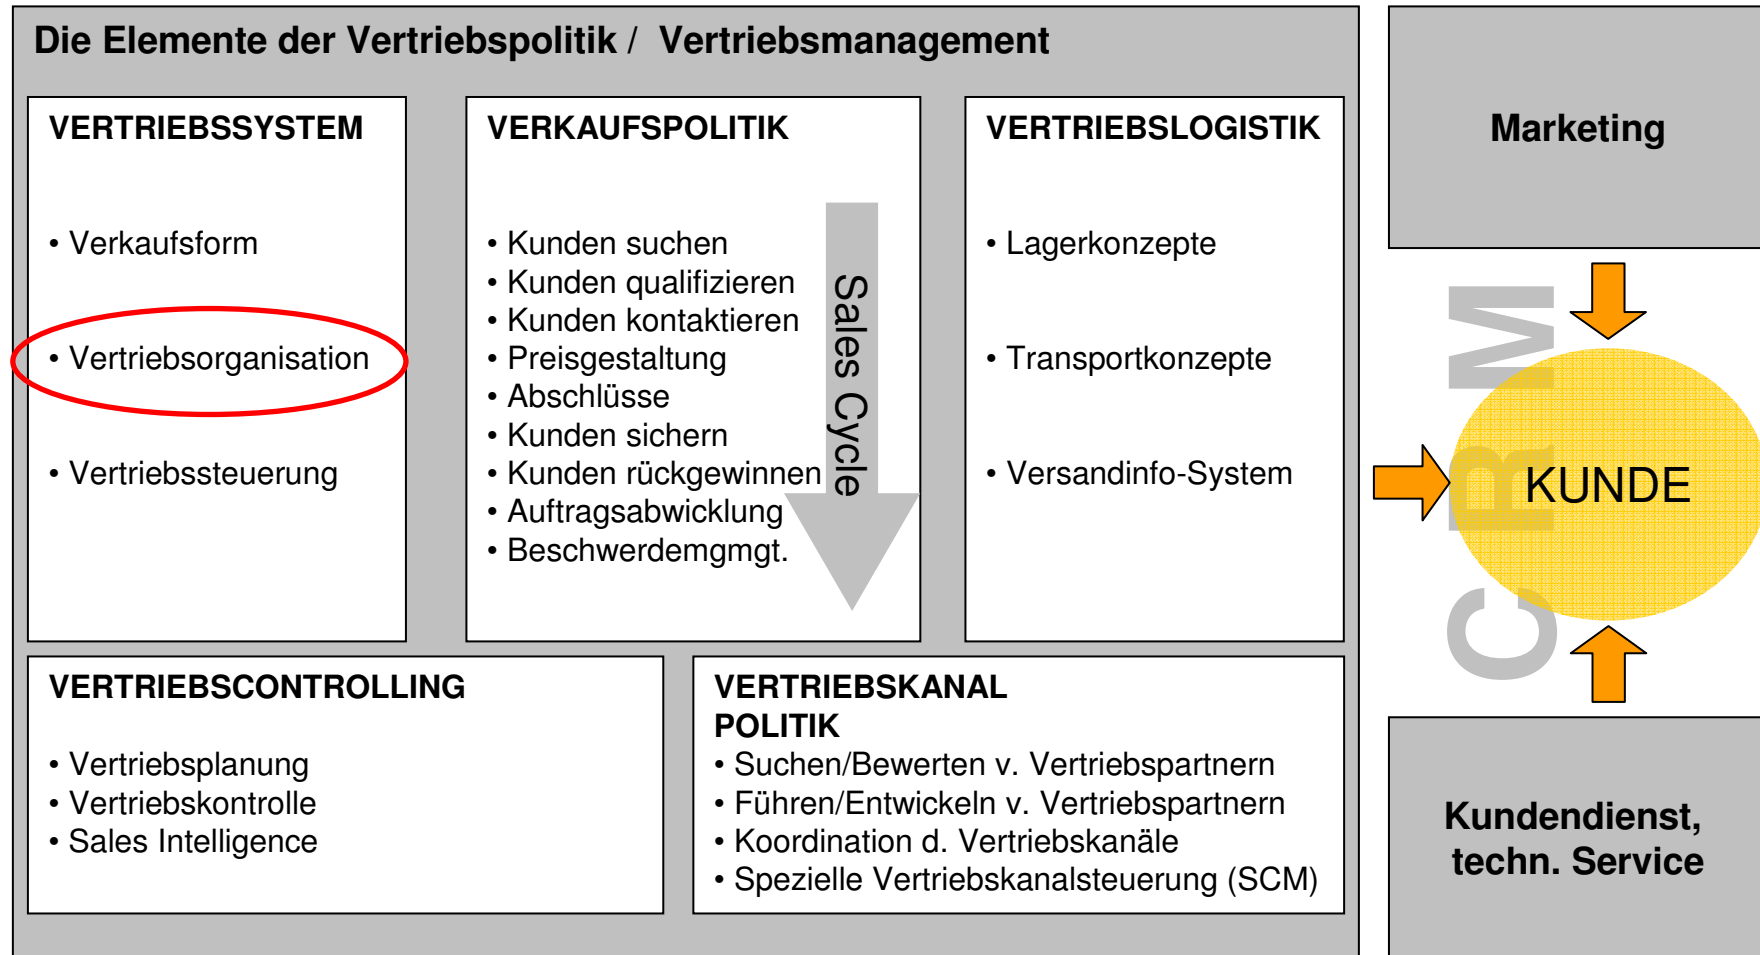 Die Elemente der Vertriebspolitik / Vertriebsmanagement
VERTRIEBSSYSTEM
• Verkaufsform
• Vertriebsorganisation
• Vertriebssteuerung
VERKAUFSPOLITIK
• Kunden suchen
• Kunden qualifizieren
• Kunden kontaktieren
• Preisgestaltung
• Abschlüsse
• Kunden sichern
• Kunden rückgewinnen
• Auftragsabwicklung
• Beschwerdemgmgt.
Sales Cycle
VERTRIEBSLOGISTIK
• Lagerkonzepte
• Transportkonzepte
• Versandinfo-System
VERTRIEBSCONTROLLING
• Vertriebsplanung
• Vertriebskontrolle
• Sales Intelligence
VERTRIEBSKANAL
POLITIK
• Suchen/Bewerten v. Vertriebspartnern
• Führen/Entwickeln v. Vertriebspartnern
• Koordination d. Vertriebskanäle
• Spezielle Vertriebskanalsteuerung (SCM)
Marketing
CRM
KUNDE
Kundendienst,
techn. Service